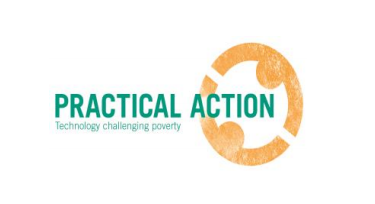 PRACTICAL ACTION
Technology challenging poverty